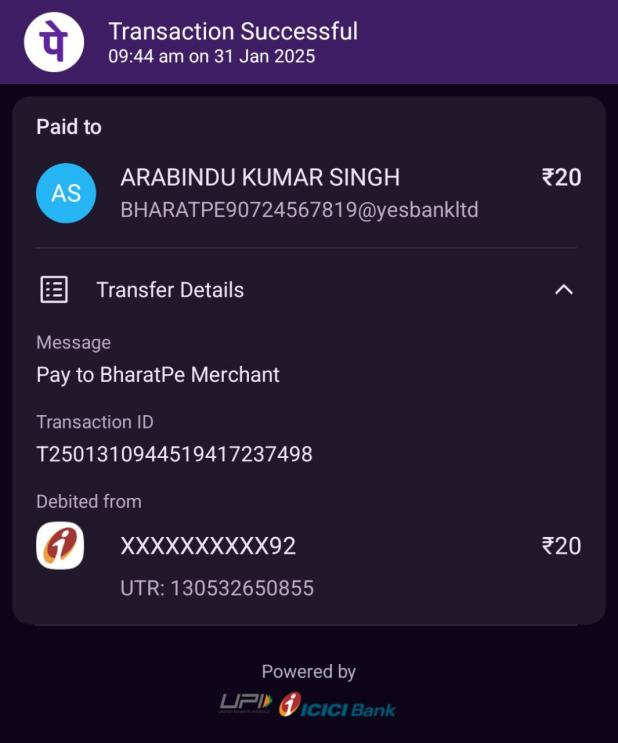 पे
Transaction Successful
09:44 am on 31 Jan 2025
Paid to
AS
ARABINDU KUMAR SINGH ₹20
BHARATPE90724567819@yesbankltd
Transfer Details
Message
Pay to BharatPe Merchant
Transaction ID
T2501310944519417237498
Debited from
XXXXXXXXXX92 ₹20
UTR: 130532650855
Powered by
UPI ICICI Bank